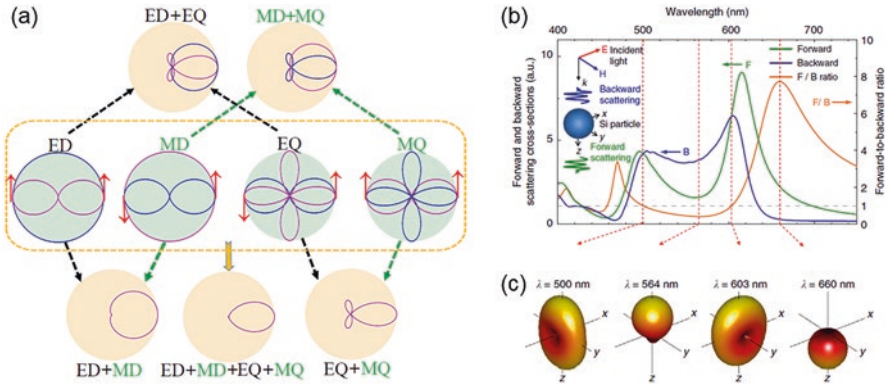 (a)
ED+EQ
MD+MQ
ED
MD
EQ
MQ
ED+MD
ED+MD+EQ+MQ
EQ+MQ
(b)
Wavelength (nm)
400
500
600
700
Forward and backward
scattering cross-sections (a.u.)
10
5
0
E Incident
light
H
k
Backward
scattering
x
Si particle
y
z
Forward
scattering
F
B
Forward
Backward
F / B ratio
F/B
10
8
6
4
2
1
0
Forward-to-backward ratio
(c)
λ = 500 nm
λ = 564 nm
λ = 603 nm
λ = 660 nm
x
y
z
x
y
z
x
y
z
x
y
z